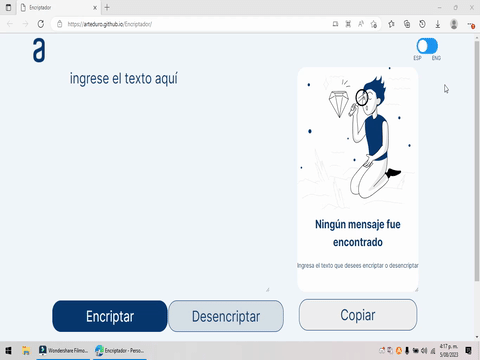 Encriptador
https://arteduro.github.io/Encriptador/
a
ESP ENG
ingrese el texto aquí
Ningún mensaje fue
encontrado
Ingresa el texto que desees encriptar o desencriptar
Encriptar
Desencriptar
Copiar
Wondershare Filmo...
Encriptador - Perso...
4:17 p. m.
5/08/2023